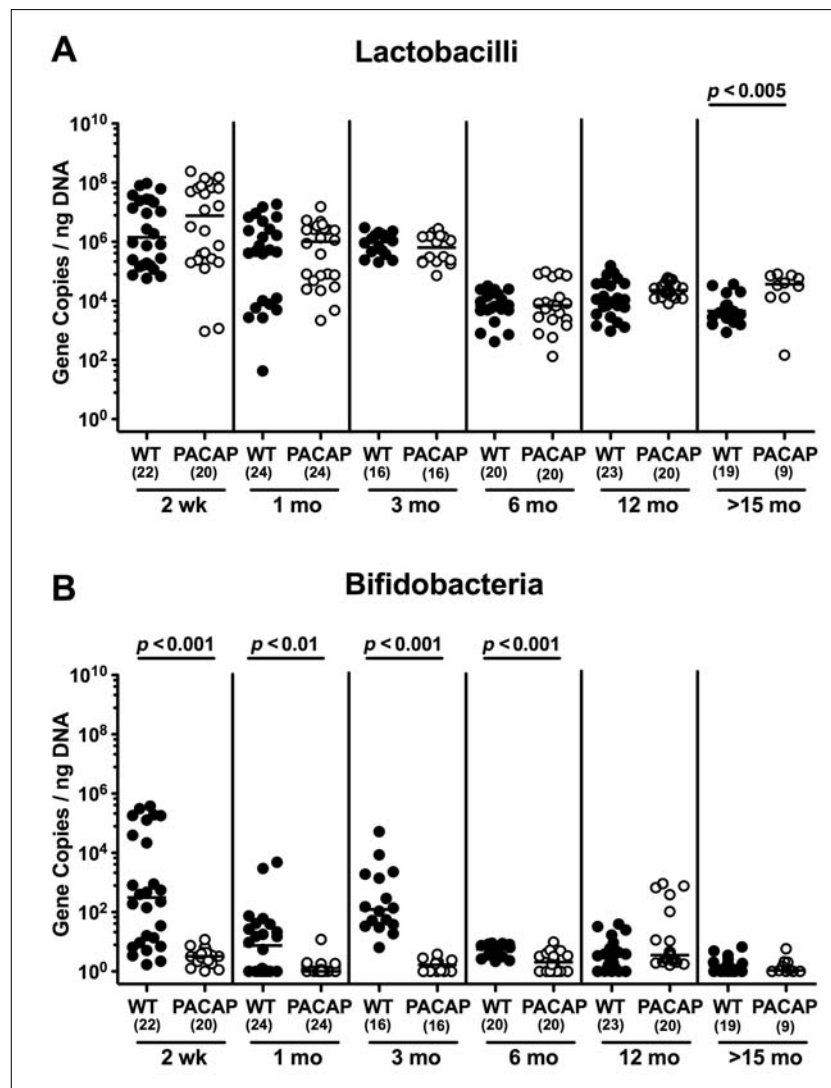 A
Lactobacilli
p < 0.005
Gene Copies / ng DNA
10^10
10^8
10^6
10^4
10^2
10^0
WT PACAP WT PACAP WT PACAP WT PACAP WT PACAP WT PACAP
(22) (20) (24) (24) (16) (16) (20) (20) (23) (20) (19) (9)
2 wk 1 mo 3 mo 6 mo 12 mo >15 mo
B
Bifidobacteria
p < 0.001 p < 0.01 p < 0.001 p < 0.001
Gene Copies / ng DNA
10^10
10^8
10^6
10^4
10^2
10^0
WT PACAP WT PACAP WT PACAP WT PACAP WT PACAP WT PACAP
(22) (20) (24) (24) (16) (16) (20) (20) (23) (20) (19) (9)
2 wk 1 mo 3 mo 6 mo 12 mo >15 mo